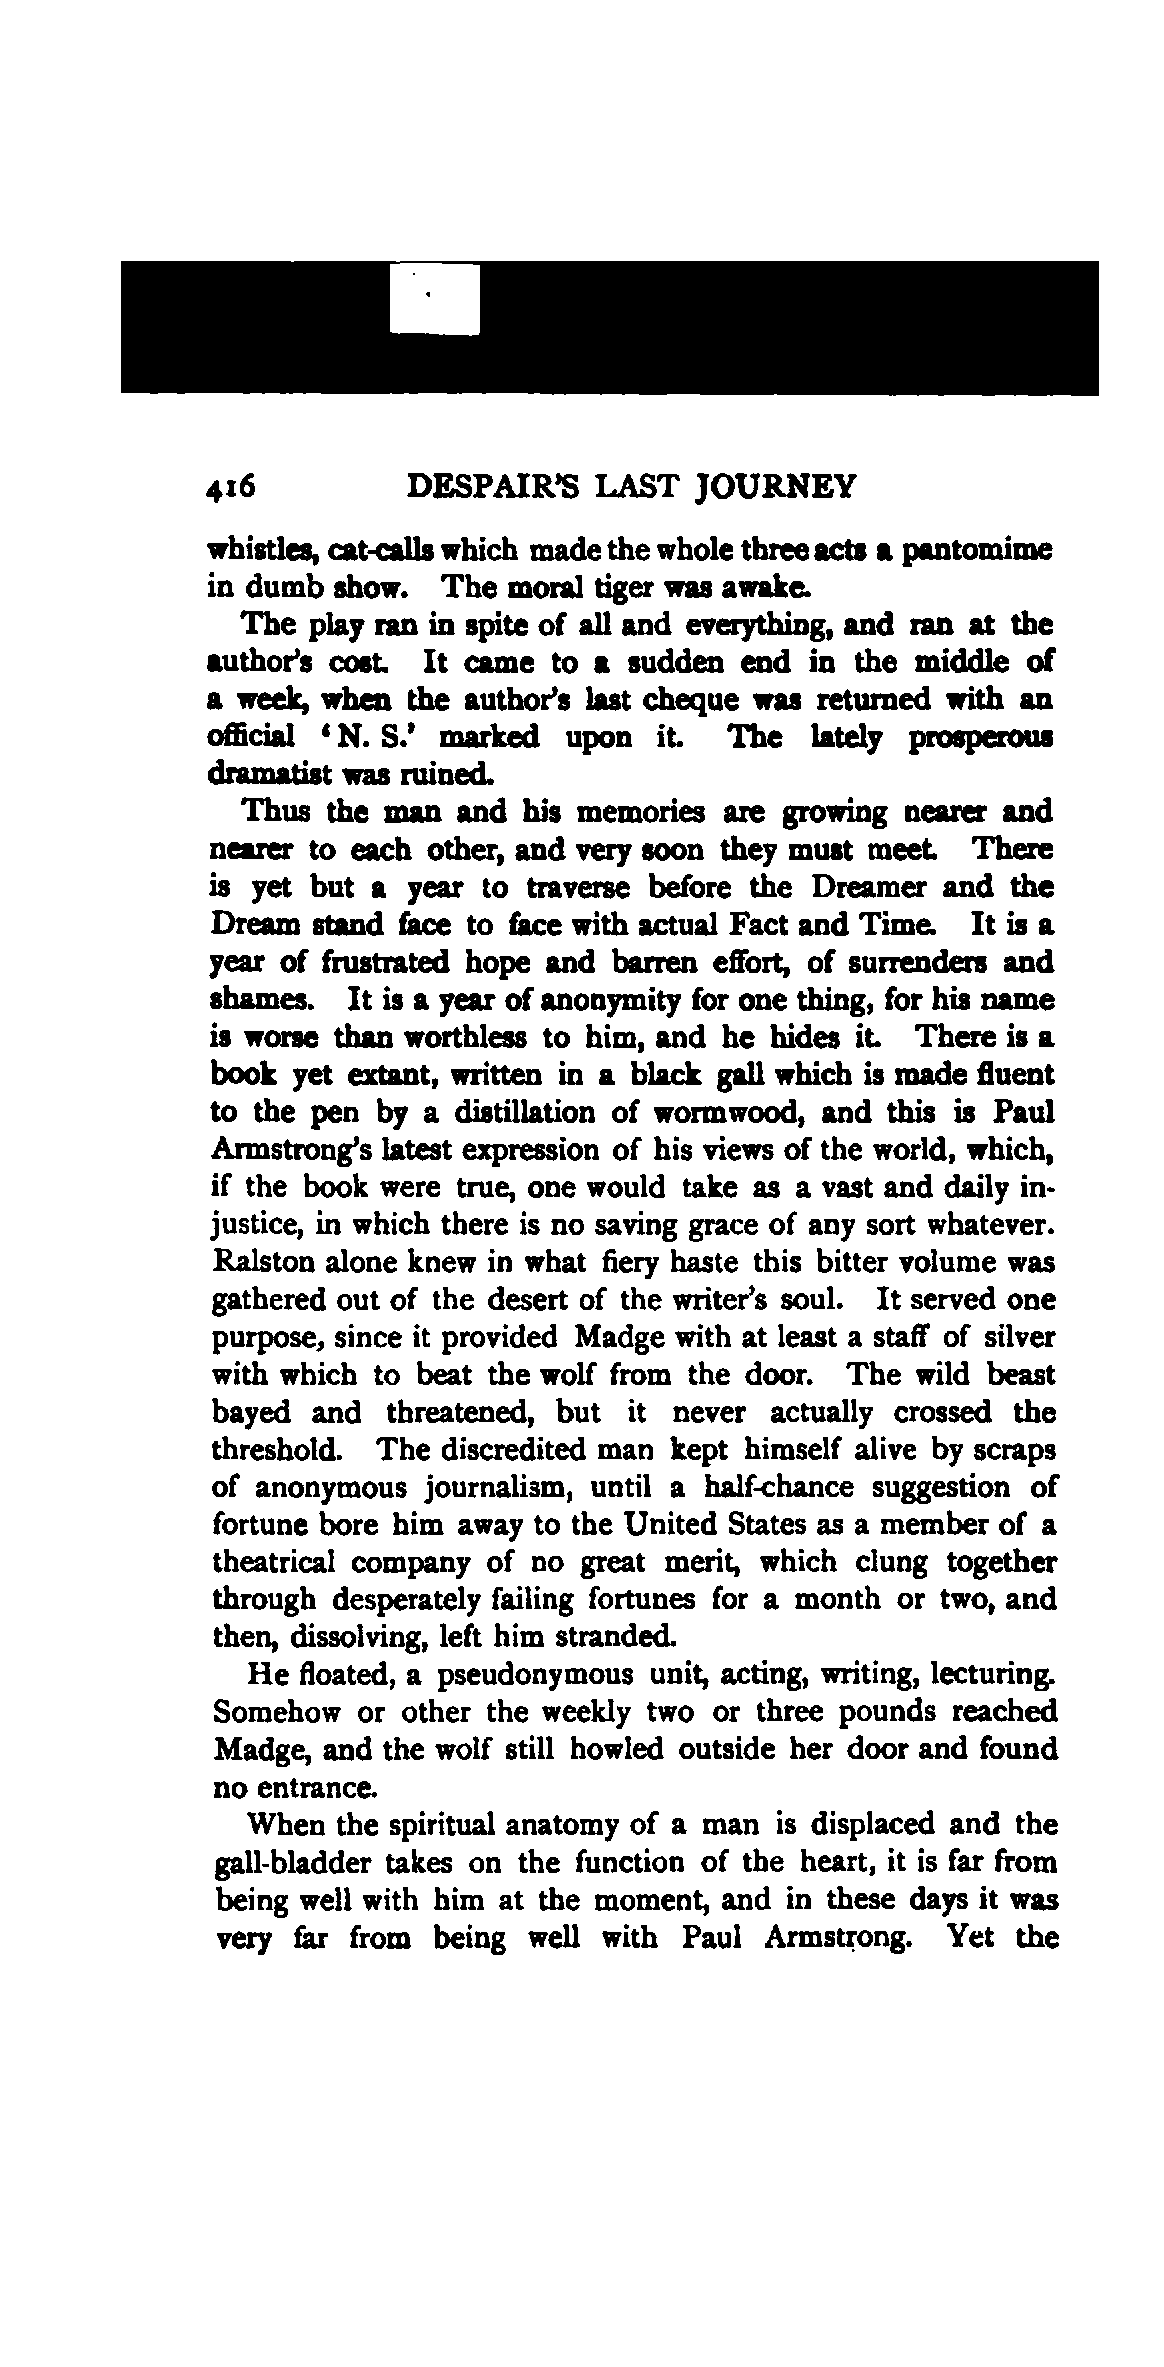 416 DESPAIR'S LAST JOURNEY
whistles, cat-calls which made the whole three acts a pantomime
in dumb show. The moral tiger was awake.
The play ran in spite of all and everything, and ran at the
author's cost. It came to a sudden end in the middle of
a week, when the author's last cheque was returned with an
official ‘N. S.’ marked upon it. The lately prosperous
dramatist was ruined.
Thus the man and his memories are growing nearer and
nearer to each other, and very soon they must meet. There
is yet but a year to traverse before the Dreamer and the
Dream stand face to face with actual Fact and Time. It is a
year of frustrated hope and barren effort, of surrenders and
shames. It is a year of anonymity for one thing, for his name
is worse than worthless to him, and he hides it. There is a
book yet extant, written in a black gall which is made fluent
to the pen by a distillation of wormwood, and this is Paul
Armstrong's latest expression of his views of the world, which,
if the book were true, one would take as a vast and daily in-
justice, in which there is no saving grace of any sort whatever.
Ralston alone knew in what fiery haste this bitter volume was
gathered out of the desert of the writer's soul. It served one
purpose, since it provided Madge with at least a staff of silver
with which to beat the wolf from the door. The wild beast
bayed and threatened, but it never actually crossed the
threshold. The discredited man kept himself alive by scraps
of anonymous journalism, until a half-chance suggestion of
fortune bore him away to the United States as a member of a
theatrical company of no great merit, which clung together
through desperately failing fortunes for a month or two, and
then, dissolving, left him stranded.
He floated, a pseudonymous unit, acting, writing, lecturing.
Somehow or other the weekly two or three pounds reached
Madge, and the wolf still howled outside her door and found
no entrance.
When the spiritual anatomy of a man is displaced and the
gall-bladder takes on the function of the heart, it is far from
being well with him at the moment, and in these days it was
very far from being well with Paul Armstrong. Yet the